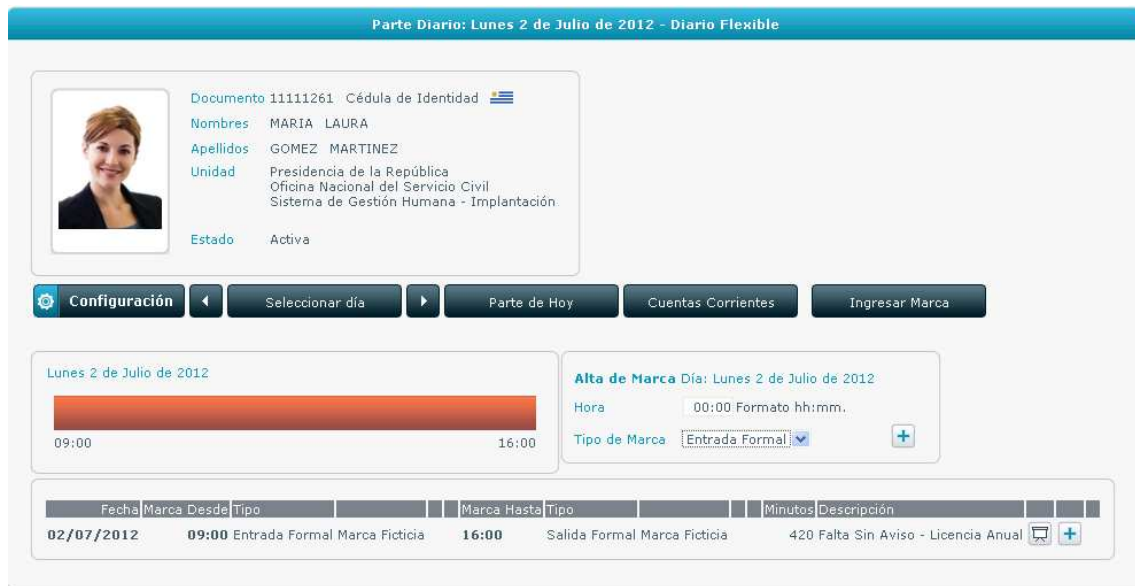 Parte Diario: Lunes 2 de Julio de 2012 - Diario Flexible
Documento 11111261 Cédula de Identidad
Nombres MARIA LAURA
Apellidos GOMEZ MARTINEZ
Unidad Presidencia de la República
Oficina Nacional del Servicio Civil
Sistema de Gestión Humana - Implantación
Estado Activa
Configuración Seleccionar día Parte de Hoy Cuentas Corrientes Ingresar Marca
Lunes 2 de Julio de 2012
09:00 16:00
Alta de Marca Día: Lunes 2 de Julio de 2012
Hora 00:00 Formato hh:mm.
Tipo de Marca Entrada Formal
Fecha Marca Desde Tipo Marca Hasta Tipo Minutos Descripción
02/07/2012 09:00 Entrada Formal Marca Ficticia 16:00 Salida Formal Marca Ficticia 420 Falta Sin Aviso - Licencia Anual